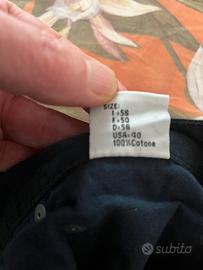 SIZE:
I=56
F=50
D=56
USA=40
100%Cotone
subito